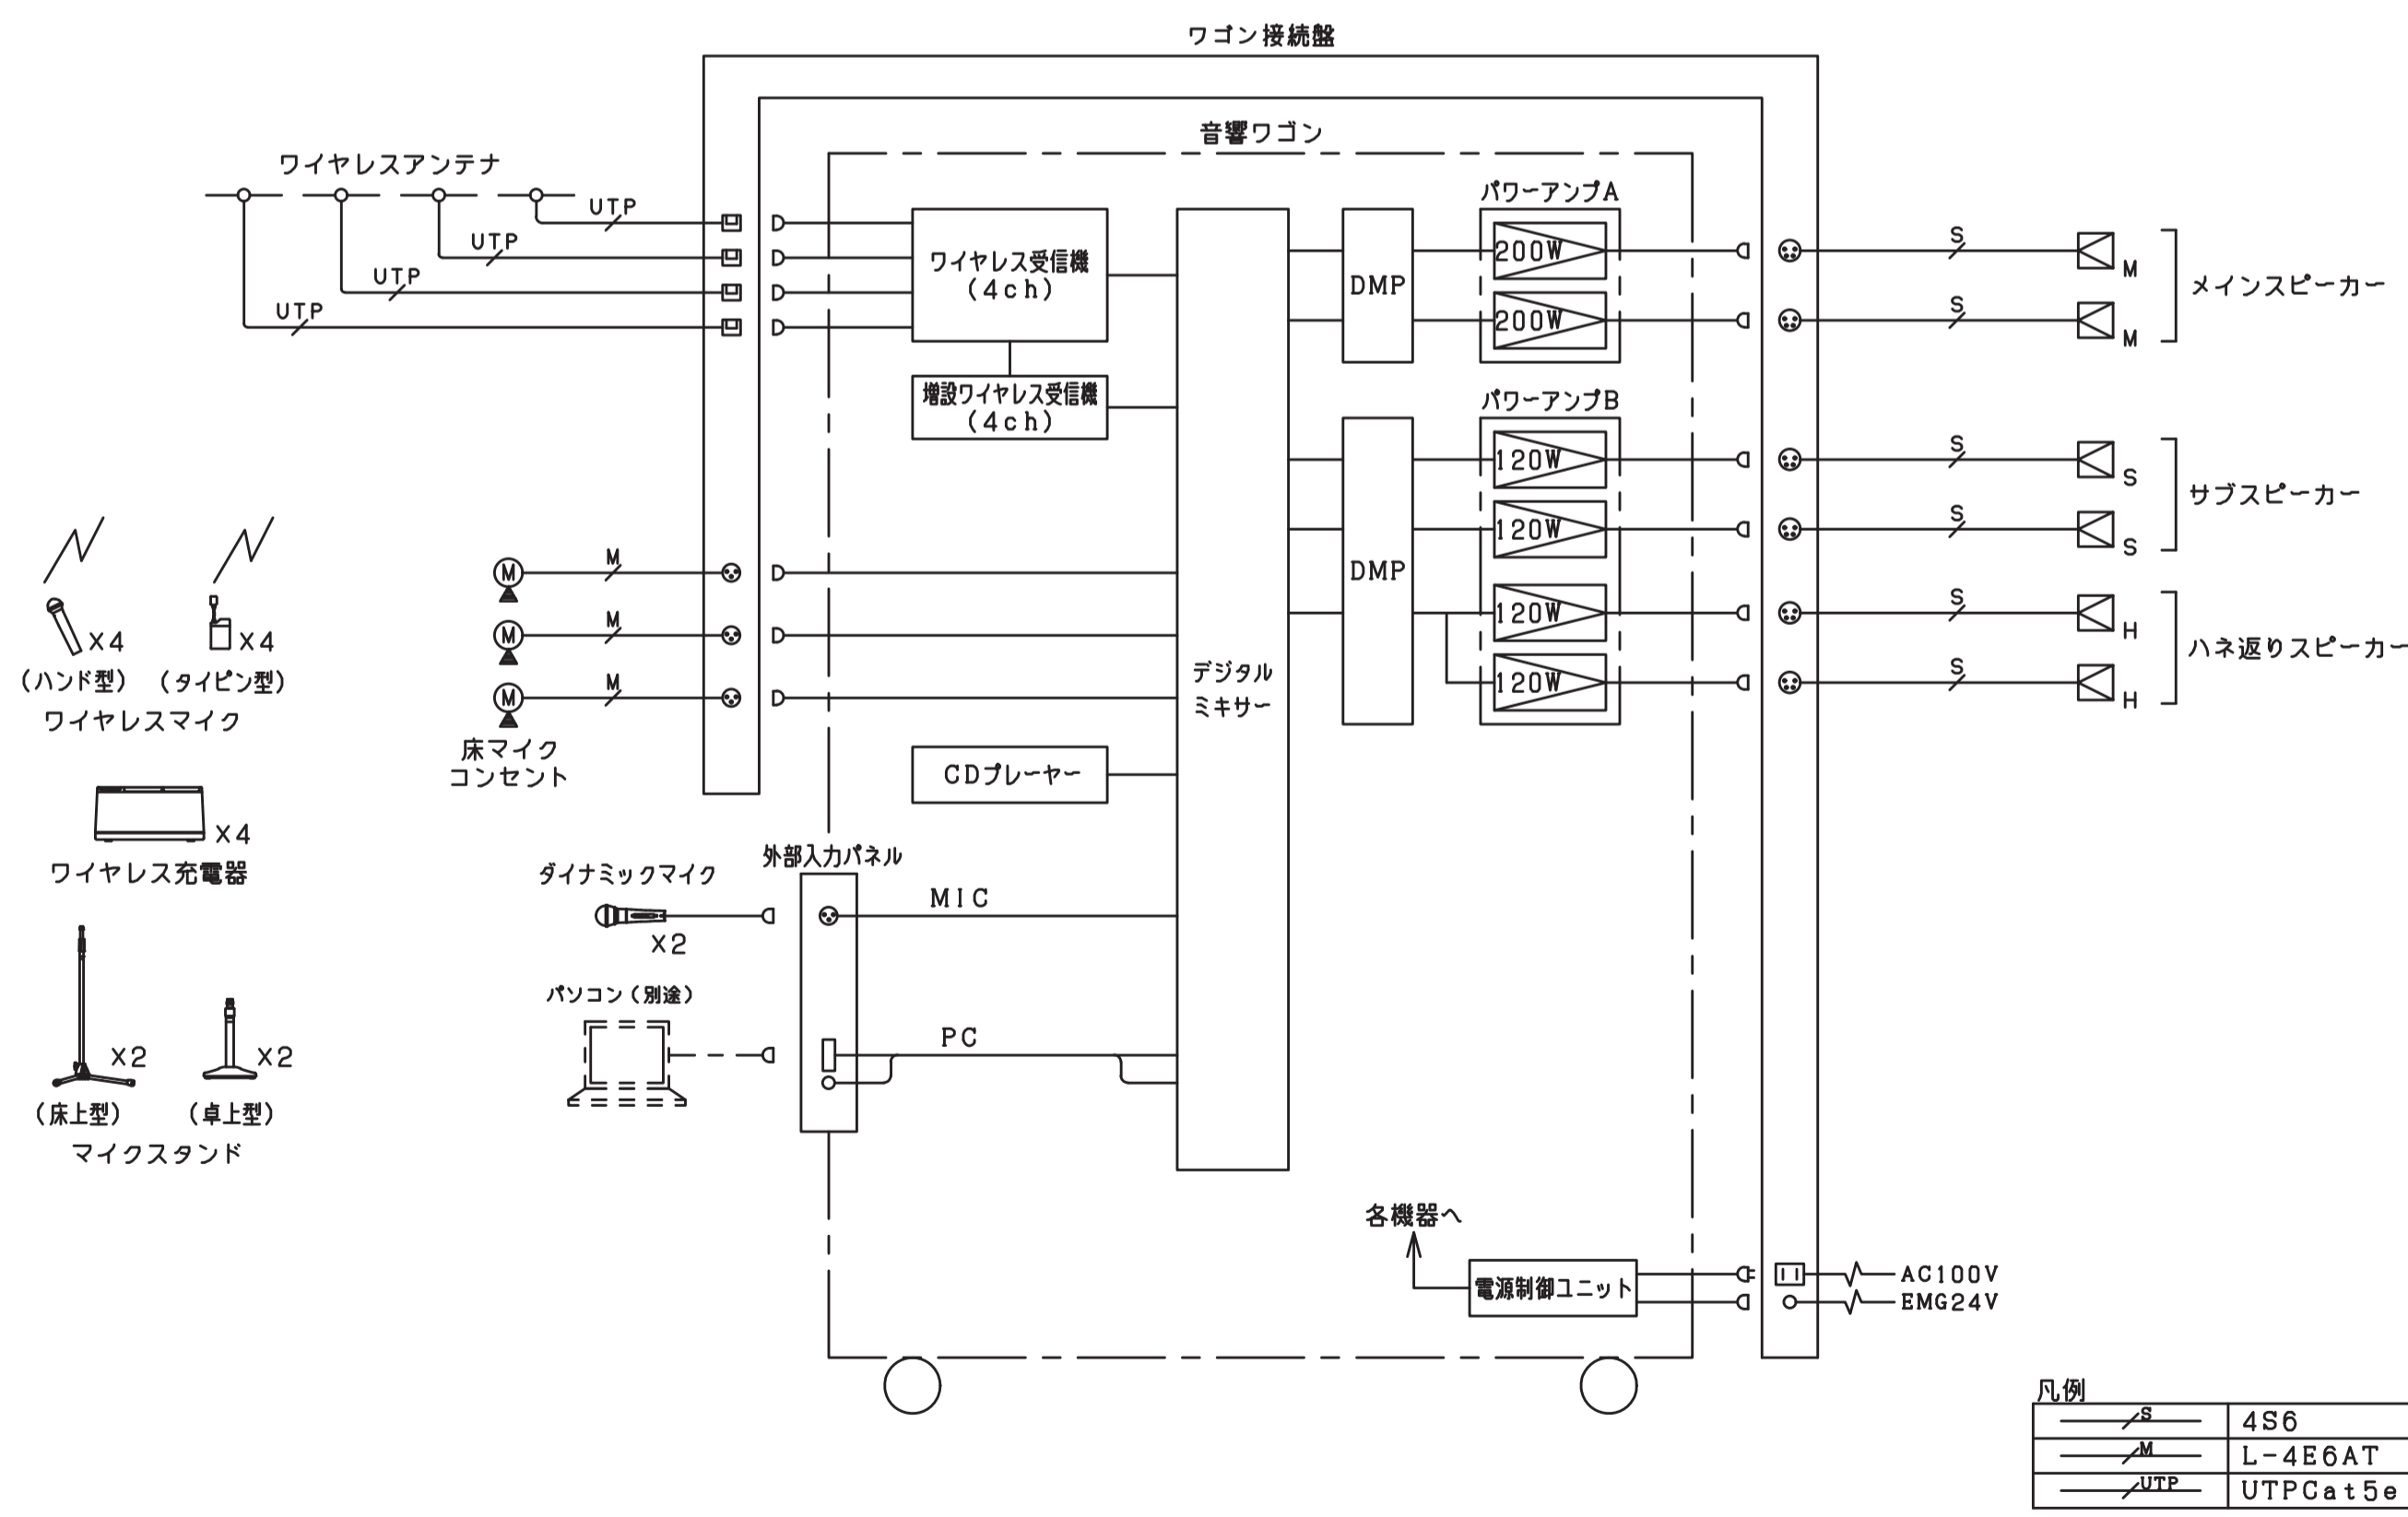 ワゴン接続盤
音響ワゴン
ワイヤレスアンテナ
UTP
UTP
UTP
UTP
ワイヤレス受信機
(4ch)
増設ワイヤレス受信機
(4ch)
DMP
パワーアンプA
200W
200W
S
M
S
M
メインスピーカー
DMP
パワーアンプB
120W
120W
120W
120W
S
S
S
S
サブスピーカー
S
H
S
H
ハネ返りスピーカー
×4
(ハンド型)
×4
(タイピン型)
ワイヤレスマイク
M
M
M
M
M
M
床マイク
コンセント
デジタル
ミキサー
CDプレーヤー
×4
ワイヤレス充電器
外部入力パネル
ダイナミックマイク
×2
MIC
パソコン(別途)
PC
×2
(床上型)
×2
(卓上型)
マイクスタンド
各機器へ
電源制御ユニット
AC100V
EMG24V
凡例
S 4S6
M L-4E6AT
UTP UTPCat5e